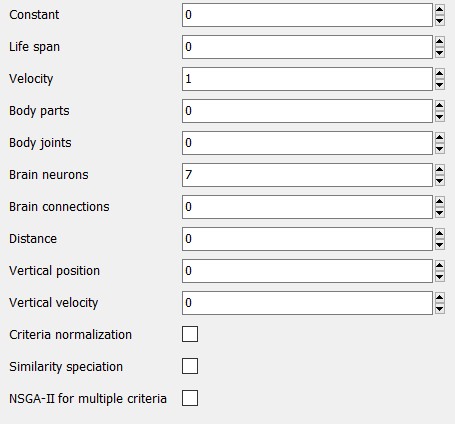 Constant 0
Life span 0
Velocity 1
Body parts 0
Body joints 0
Brain neurons 7
Brain connections 0
Distance 0
Vertical position 0
Vertical velocity 0
Criteria normalization
Similarity speciation
NSGA-II for multiple criteria